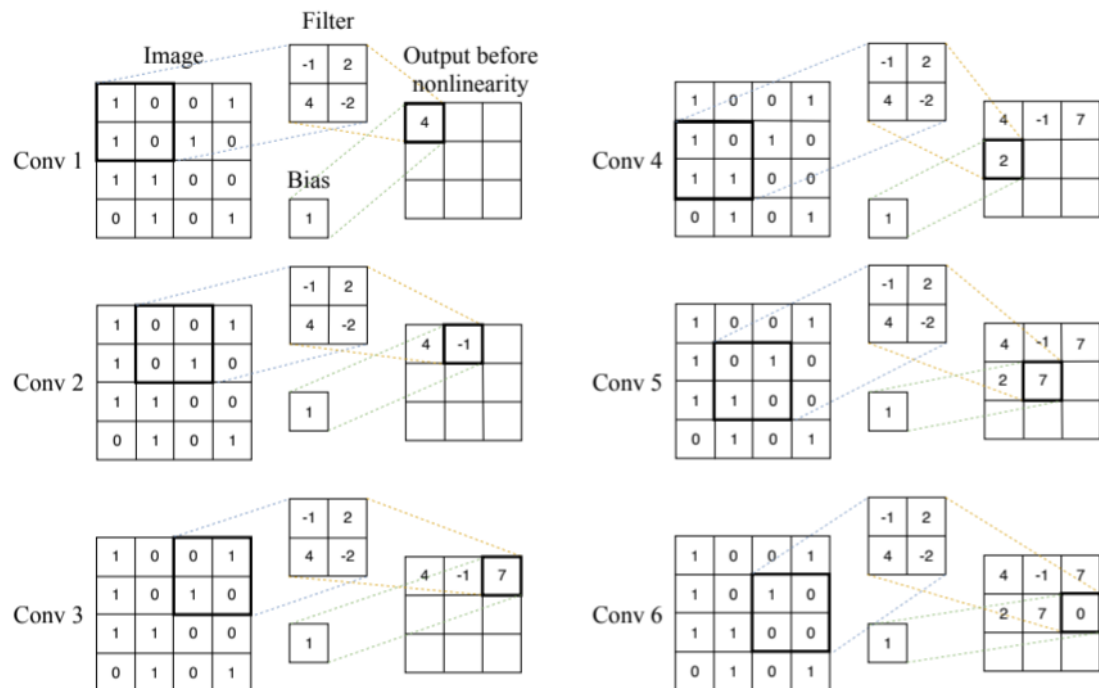 Filter
Image
Output before
nonlinearity
-1 2
4 -2
1 0 0 1
1 0 1 0
1 1 0 0
0 1 0 1
Conv 1
4
Bias
1
-1 2
4 -2
1 0 0 1
1 0 1 0
1 1 0 0
0 1 0 1
Conv 2
4 -1
1
-1 2
4 -2
1 0 0 1
1 0 1 0
1 1 0 0
0 1 0 1
Conv 3
4 -1 7
1
-1 2
4 -2
1 0 0 1
1 0 1 0
1 1 0 0
0 1 0 1
Conv 4
4 -1 7
2
1
-1 2
4 -2
1 0 0 1
1 0 1 0
1 1 0 0
0 1 0 1
Conv 5
4 -1 7
2 7
1
-1 2
4 -2
1 0 0 1
1 0 1 0
1 1 0 0
0 1 0 1
Conv 6
4 -1 7
2 7 0
1